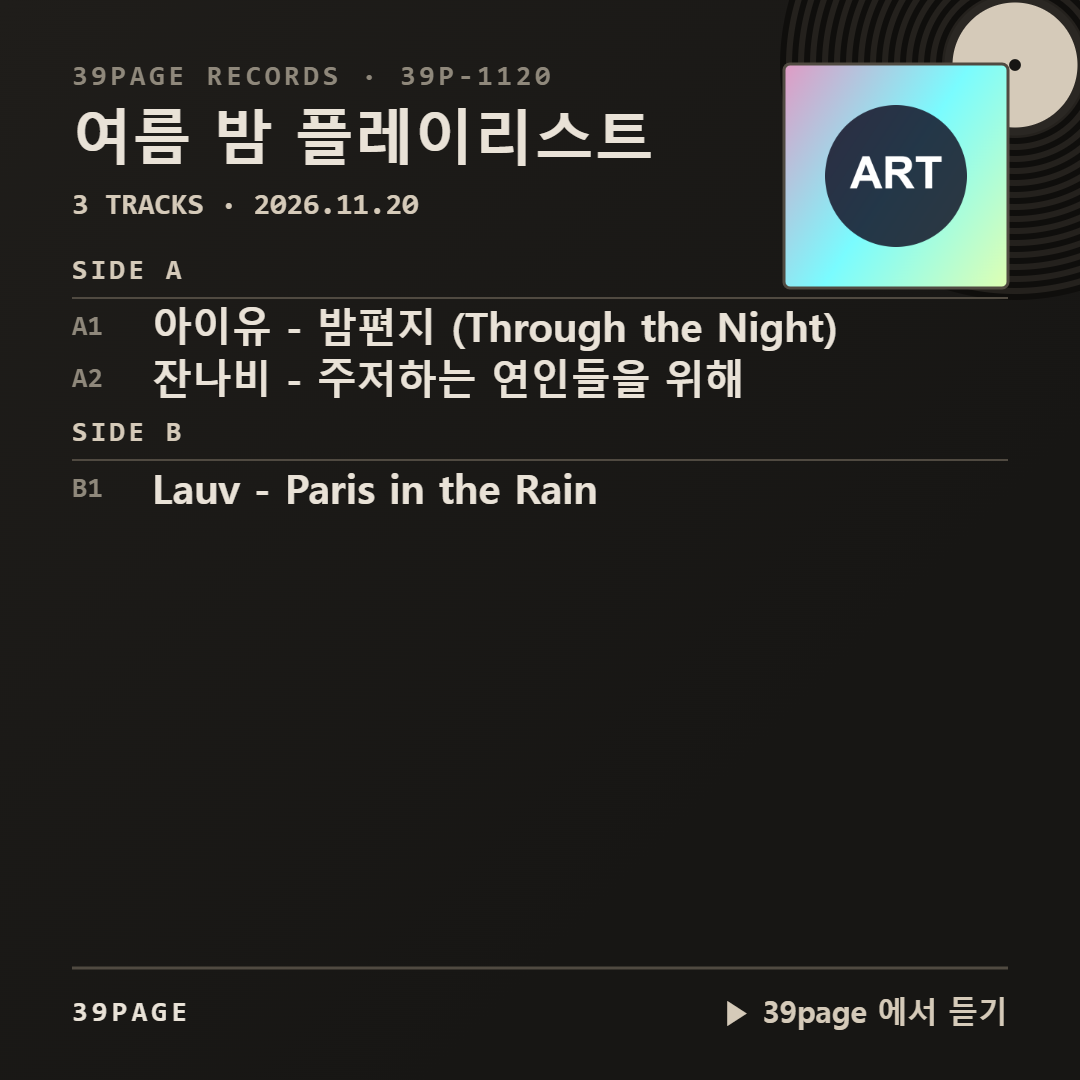 39PAGE RECORDS · 39P-1120
여름 밤 플레이리스트
3 TRACKS · 2026.11.20
ART
SIDE A
A1 아이유 - 밤편지 (Through the Night)
A2 잔나비 - 주저하는 연인들을 위해
SIDE B
B1 Lauv - Paris in the Rain
39PAGE
▶ 39page 에서 듣기